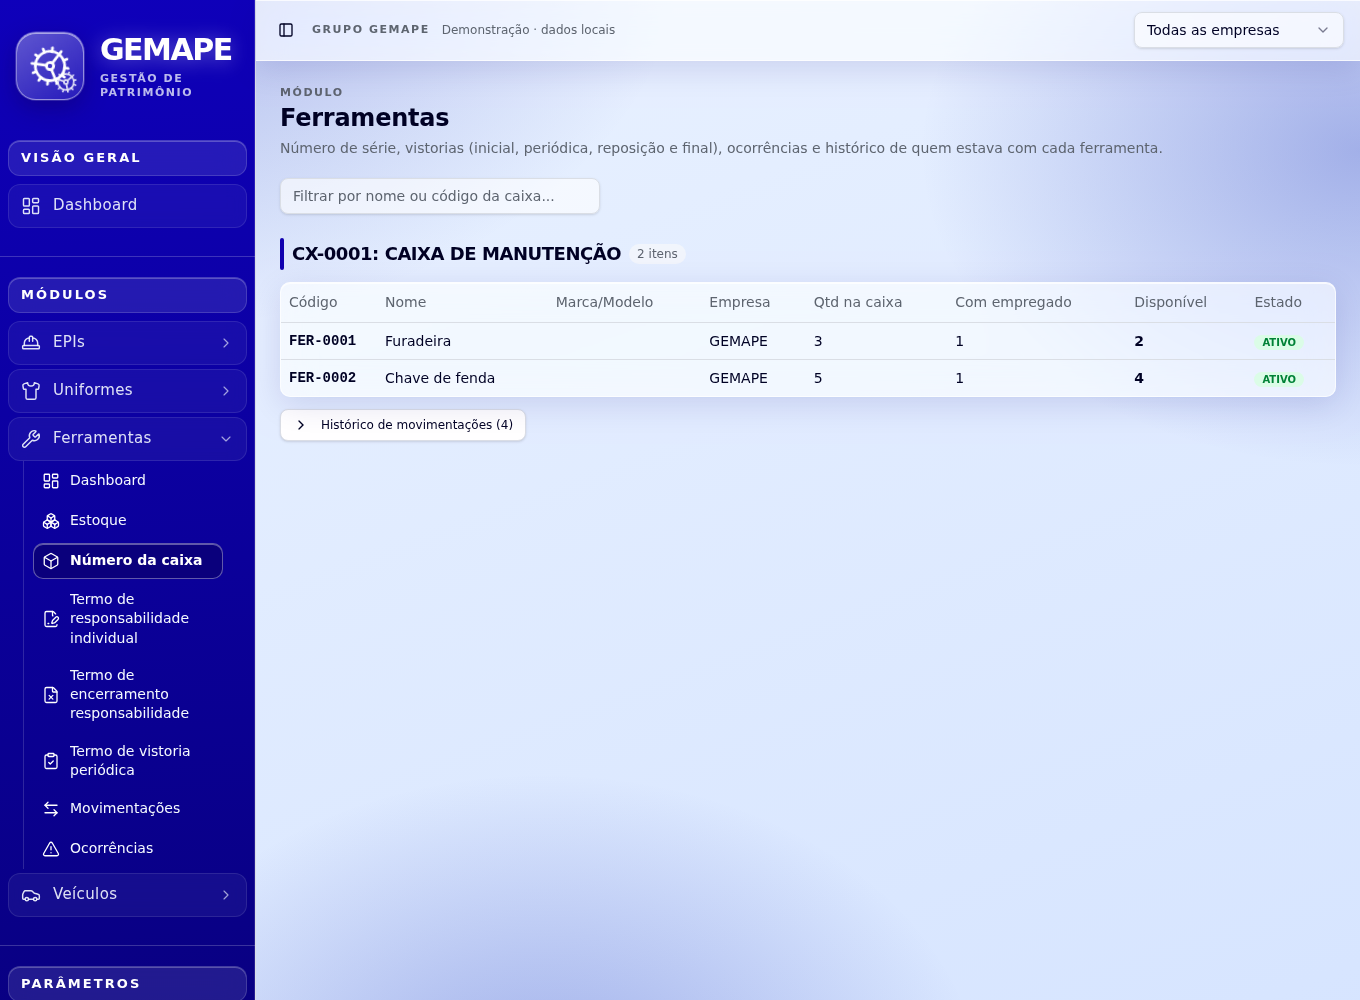 GEMAPE
GESTÃO DE
PATRIMÔNIO
VISÃO GERAL
Dashboard
MÓDULOS
EPIs
Uniformes
Ferramentas
Dashboard
Estoque
Número da caixa
Termo de
responsabilidade
individual
Termo de
encerramento
responsabilidade
Termo de vistoria
periódica
Movimentações
Ocorrências
Veículos
PARÂMETROS
GRUPO GEMAPE Demonstração · dados locais
Todas as empresas
MÓDULO
Ferramentas
Número de série, vistorias (inicial, periódica, reposição e final), ocorrências e histórico de quem estava com cada ferramenta.
Filtrar por nome ou código da caixa...
CX-0001: CAIXA DE MANUTENÇÃO 2 itens
Código Nome Marca/Modelo Empresa Qtd na caixa Com empregado Disponível Estado
FER-0001 Furadeira GEMAPE 3 1 2 ATIVO
FER-0002 Chave de fenda GEMAPE 5 1 4 ATIVO
Histórico de movimentações (4)